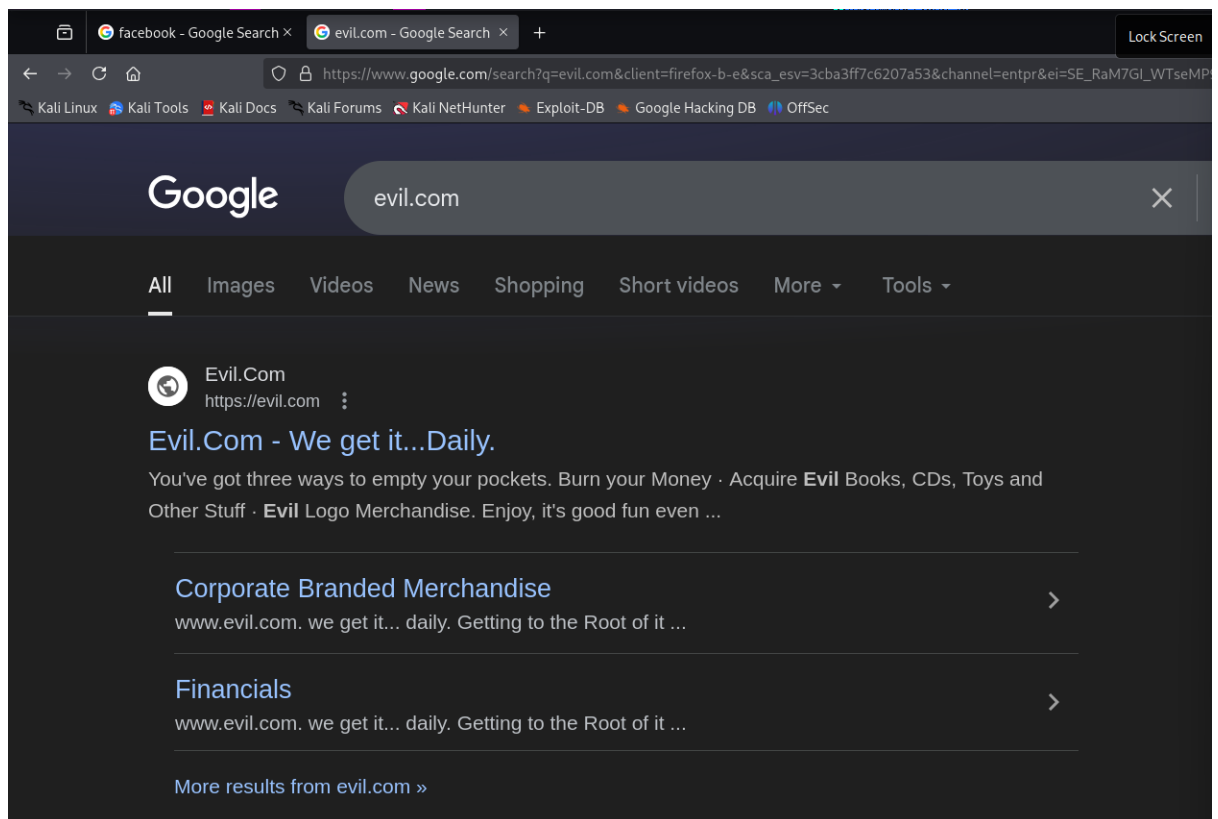 facebook - Google Search ×
evil.com - Google Search ×
+
Lock Screen
https://www.google.com/search?q=evil.com&client=firefox-b-e&sca_esv=3cba3ff7c6207a53&channel=entpr&ei=SE_RaM7GI_WTseMP
Kali Linux Kali Tools Kali Docs Kali Forums Kali NetHunter Exploit-DB Google Hacking DB OffSec
Google
evil.com
All Images Videos News Shopping Short videos More Tools
Evil.Com
https://evil.com
Evil.Com - We get it...Daily.
You've got three ways to empty your pockets. Burn your Money · Acquire Evil Books, CDs, Toys and
Other Stuff · Evil Logo Merchandise. Enjoy, it's good fun even ...
Corporate Branded Merchandise
www.evil.com. we get it... daily. Getting to the Root of it ...
Financials
www.evil.com. we get it... daily. Getting to the Root of it ...
More results from evil.com »